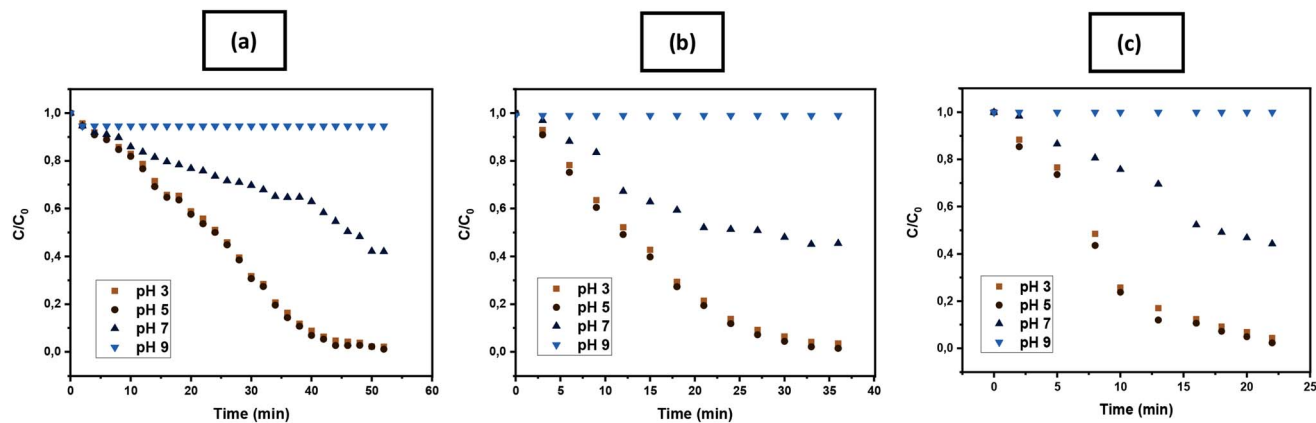 (a)
(b)
(c)
1,0
0,8
0,6
0,4
0,2
0,0
C/C0
pH 3
pH 5
pH 7
pH 9
0 10 20 30 40 50 60
Time (min)
1,0
0,8
0,6
0,4
0,2
0,0
C/C0
pH 3
pH 5
pH 7
pH 9
0 5 10 15 20 25 30 35 40
Time (min)
1,0
0,8
0,6
0,4
0,2
0,0
C/C0
pH 3
pH 5
pH 7
pH 9
0 5 10 15 20 25
Time (min)